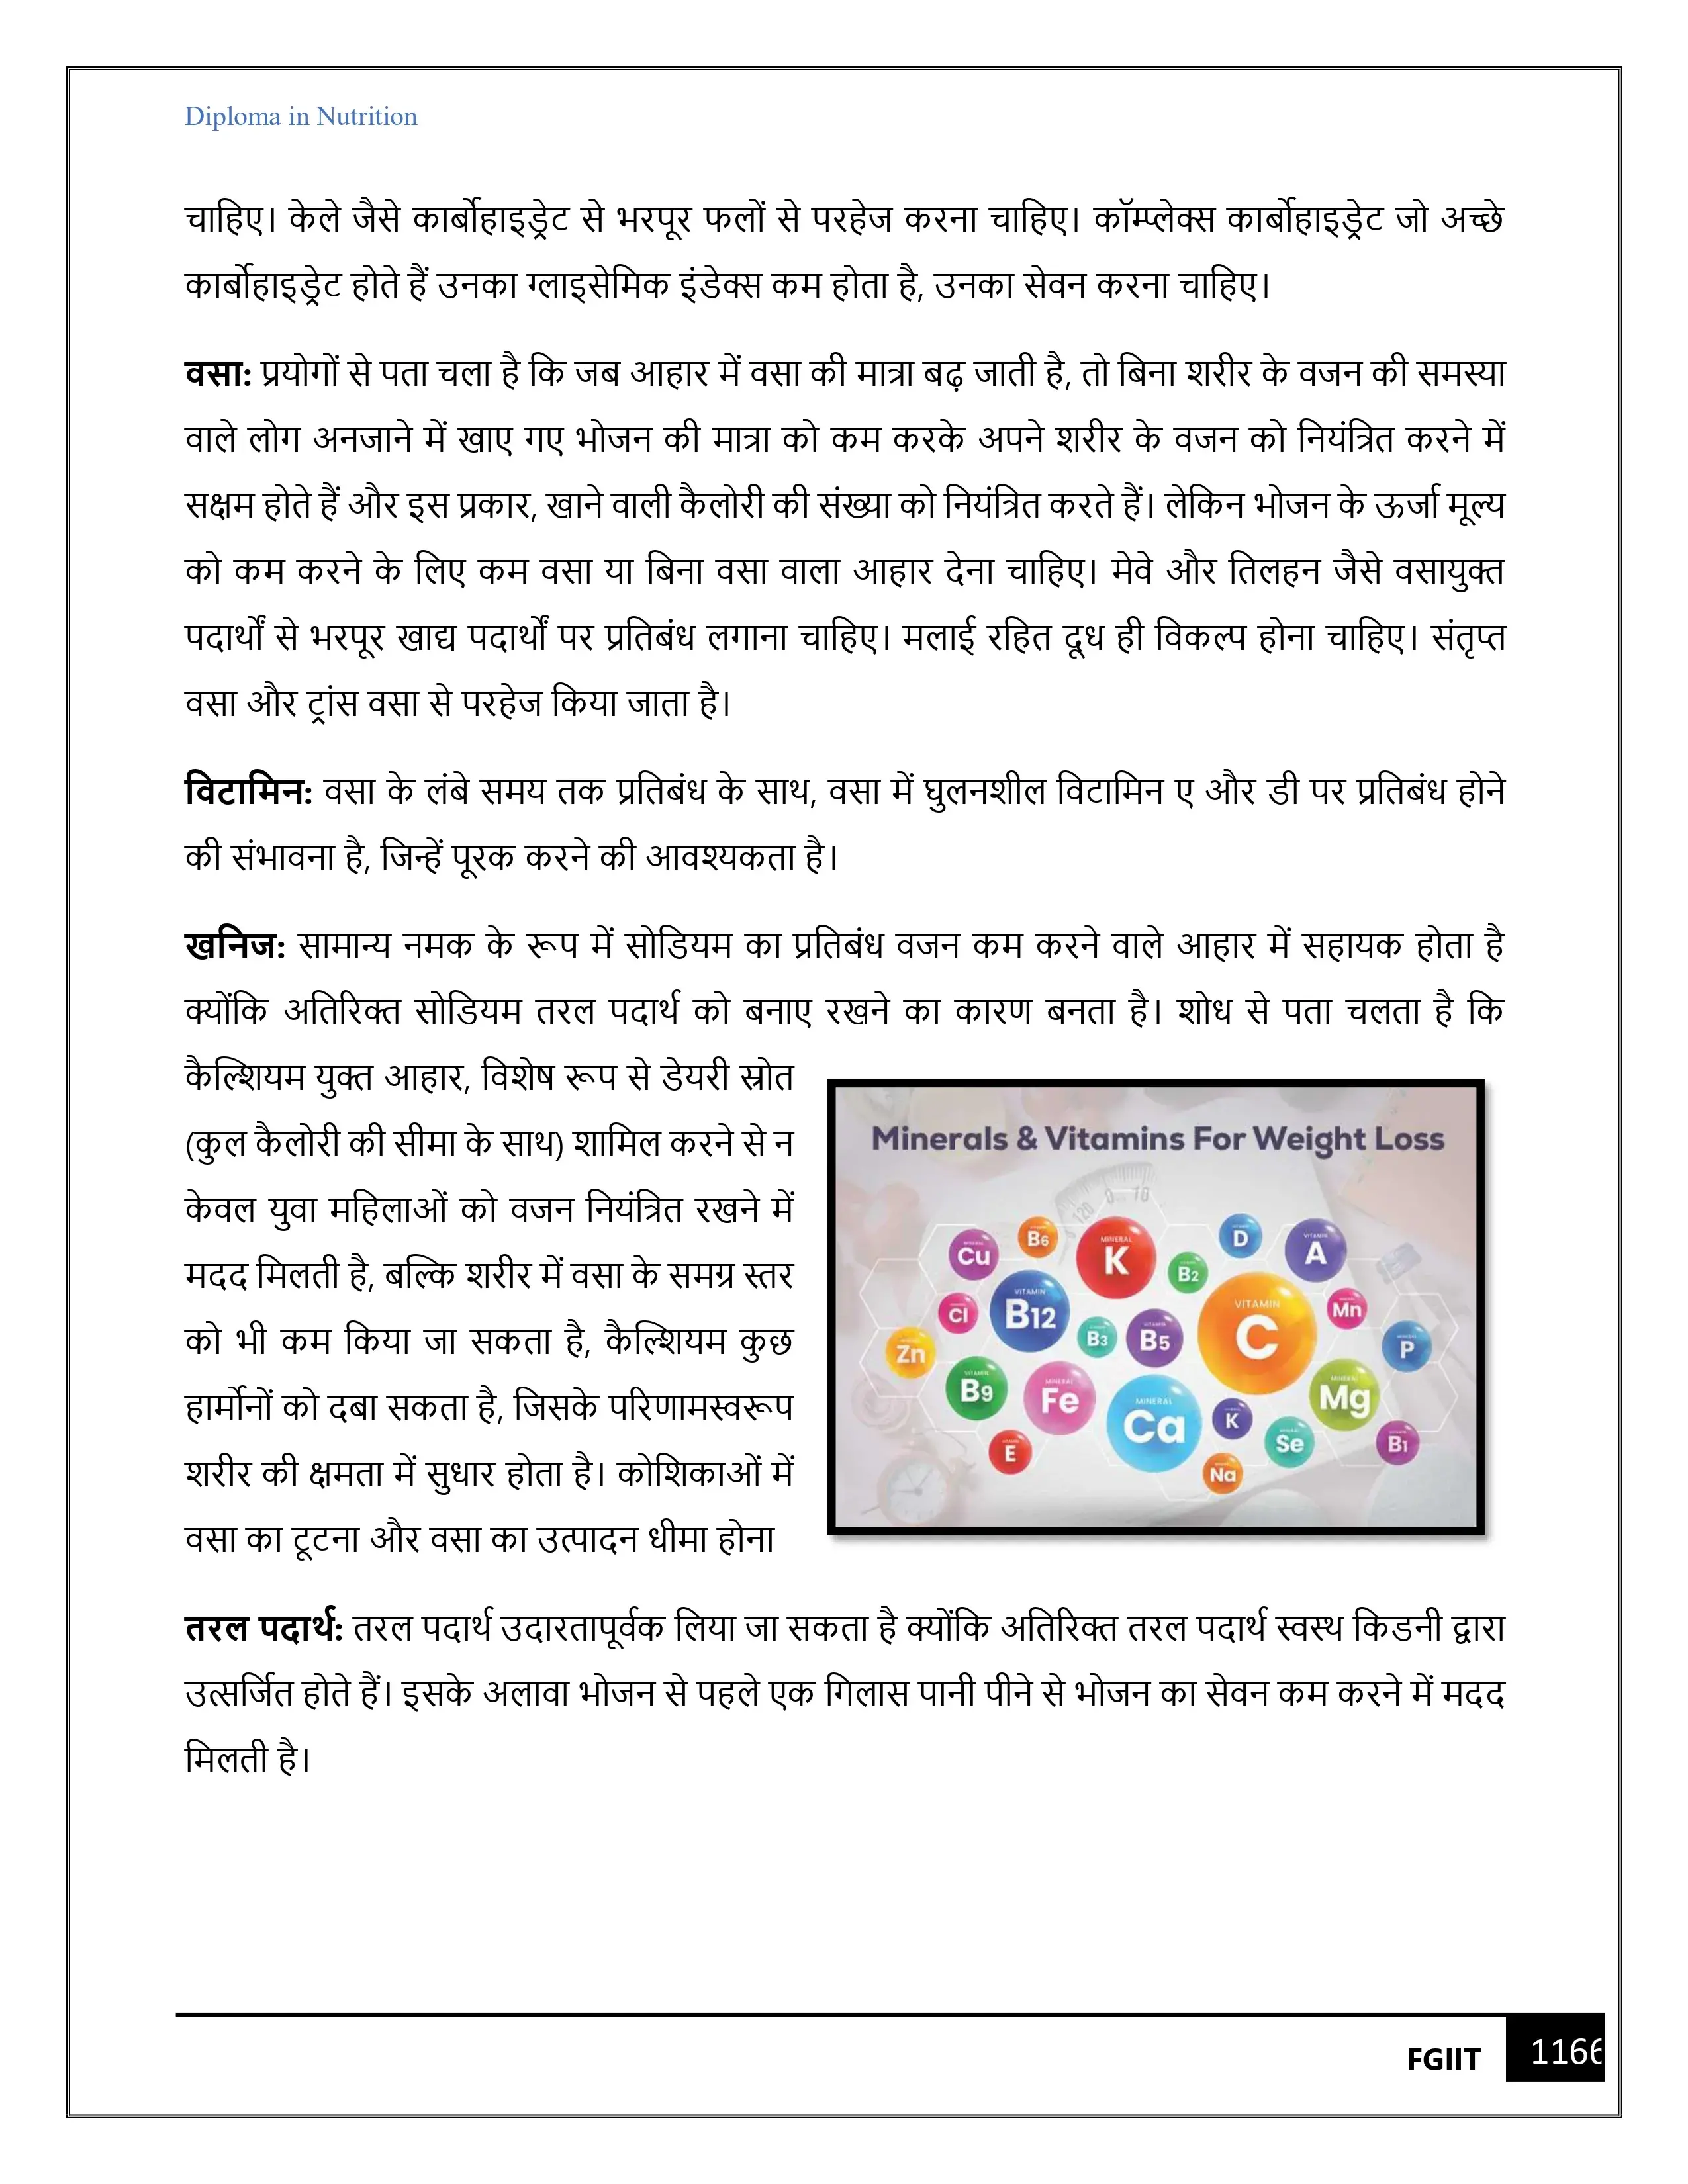 Diploma in Nutrition
चाहिए। केले जैसे कार्बोहाइड्रेट से भरपूर फलों से परहेज करना चाहिए। कॉम्प्लेक्स कार्बोहाइड्रेट जो अच्छे
कार्बोहाइड्रेट होते हैं उनका ग्लाइसेमिक इंडेक्स कम होता है, उनका सेवन करना चाहिए।
वसा: प्रयोगों से पता चला है कि जब आहार में वसा की मात्रा बढ़ जाती है, तो बिना शरीर के वजन की समस्या
वाले लोग अनजाने में खाए गए भोजन की मात्रा को कम करके अपने शरीर के वजन को नियंत्रित करने में
सक्षम होते हैं और इस प्रकार, खाने वाली कैलोरी की संख्या को नियंत्रित करते हैं। लेकिन भोजन के ऊर्जा मूल्य
को कम करने के लिए कम वसा या बिना वसा वाला आहार देना चाहिए। मेवे और तिलहन जैसे वसायुक्त
पदार्थों से भरपूर खाद्य पदार्थों पर प्रतिबंध लगाना चाहिए। मलाई रहित दूध ही विकल्प होना चाहिए। संतृप्त
वसा और ट्रांस वसा से परहेज किया जाता है।
विटामिन: वसा के लंबे समय तक प्रतिबंध के साथ, वसा में घुलनशील विटामिन ए और डी पर प्रतिबंध होने
की संभावना है, जिन्हें पूरक करने की आवश्यकता है।
खनिज: सामान्य नमक के रूप में सोडियम का प्रतिबंध वजन कम करने वाले आहार में सहायक होता है
क्योंकि अतिरिक्त सोडियम तरल पदार्थ को बनाए रखने का कारण बनता है। शोध से पता चलता है कि
कैल्शियम युक्त आहार, विशेष रूप से डेयरी स्रोत
(कुल कैलोरी की सीमा के साथ) शामिल करने से न
केवल युवा महिलाओं को वजन नियंत्रित रखने में
मदद मिलती है, बल्कि शरीर में वसा के समग्र स्तर
को भी कम किया जा सकता है, कैल्शियम कुछ
हार्मोनों को दबा सकता है, जिसके परिणामस्वरूप
शरीर की क्षमता में सुधार होता है। कोशिकाओं में
वसा का टूटना और वसा का उत्पादन धीमा होना
Minerals & Vitamins For Weight Loss
120 0 10
Cu B6 MINERAL K B2 D VITAMIN A
Cl VITAMIN B12 B3 B5 VITAMIN C Mn
Zn B9 Fe MINERAL Ca K Mg P
E Na Se B1
तरल पदार्थ: तरल पदार्थ उदारतापूर्वक लिया जा सकता है क्योंकि अतिरिक्त तरल पदार्थ स्वस्थ किडनी द्वारा
उत्सर्जित होते हैं। इसके अलावा भोजन से पहले एक गिलास पानी पीने से भोजन का सेवन कम करने में मदद
मिलती है।
FGIIT 1166